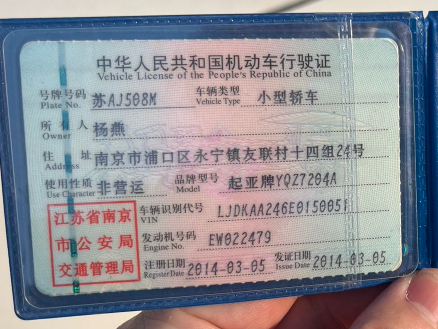 中华人民共和国机动车行驶证
Vehicle License of the People's Republic of China
号牌号码 苏AJ508M 车辆类型 小型轿车
Plate No. Vehicle Type
所有人 杨燕
Owner
住址 南京市浦口区永宁镇友联村十四组24号
Address
使用性质 非营运 品牌型号 起亚牌YQZ7204A
Use Character Model
江苏省南京市公安局交通管理局
车辆识别代号 LJDKAA246E0150051
VIN
发动机号码 EW022479
Engine No.
注册日期 2014-03-05 发证日期 2014-03-05
Register Date Issue Date